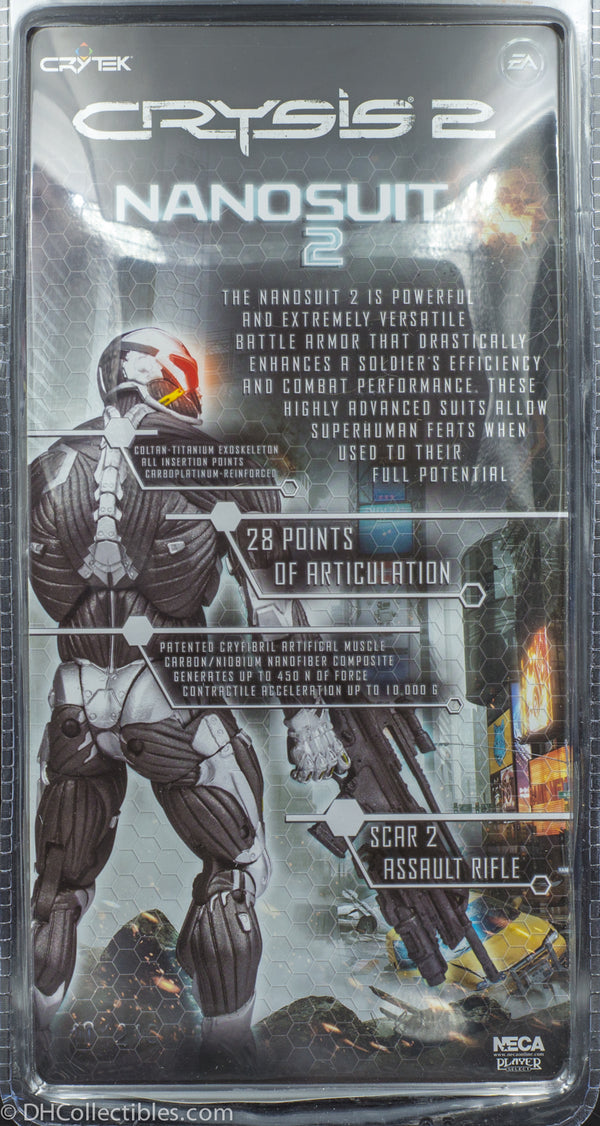 CRYTEK
EA
CRYSIS® 2
NANOSUIT
2
THE NANOSUIT 2 IS POWERFUL
AND EXTREMELY VERSATILE
BATTLE ARMOR THAT DRASTICALLY
ENHANCES A SOLDIER'S EFFICIENCY
AND COMBAT PERFORMANCE. THESE
HIGHLY ADVANCED SUITS ALLOW
SUPERHUMAN FEATS WHEN
USED TO THEIR
FULL POTENTIAL.
COLTAN-TITANIUM EXOSKELETON
ALL INSERTION POINTS
CARBOPLATINUM-REINFORCED
28 POINTS
OF ARTICULATION
PATENTED CRYFIBRIL ARTIFICAL MUSCLE
CARBON/NIOBIUM NANOFIBER COMPOSITE
GENERATES UP TO 450 N OF FORCE
CONTRACTILE ACCELERATION UP TO 10.000 G
SCAR 2
ASSAULT RIFLE
NECA
www.necaonline.com
PLAYER
SELECT
© DHCollectibles.com